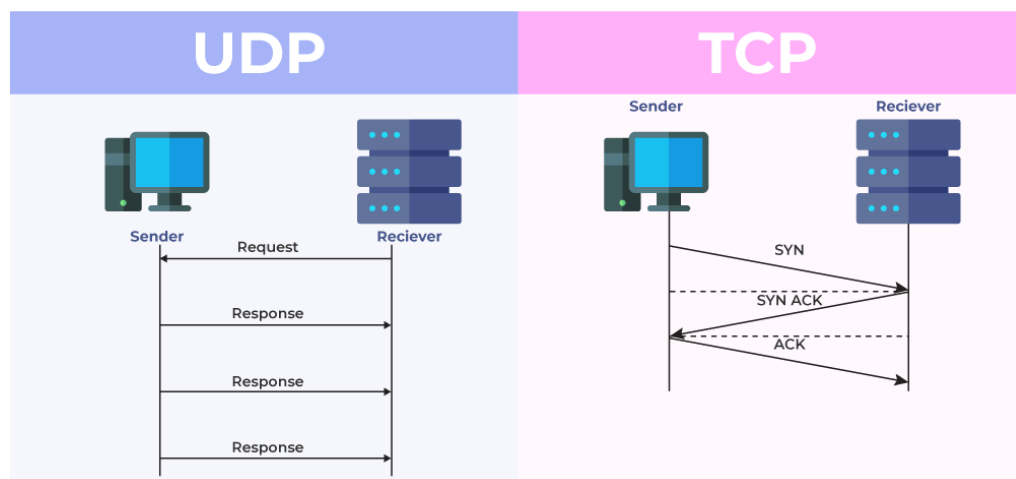 UDP
Sender
Reciever
Request
Response
Response
Response
TCP
Sender
Reciever
SYN
SYN ACK
ACK